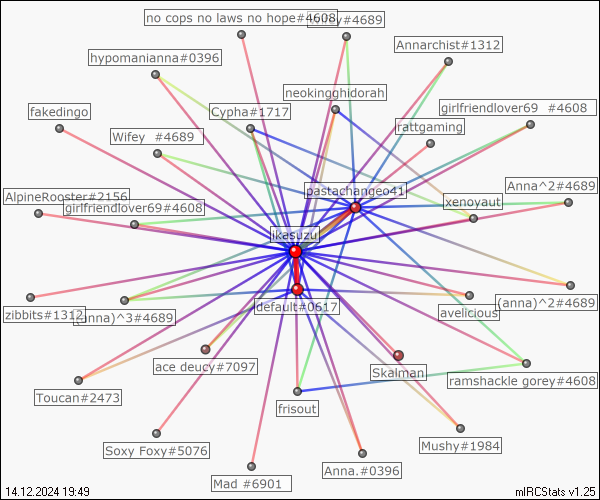 no cops no laws no hope#4608
#4689
Annarchist#1312
hypomanianna#0396
neokingghidorah
fakedingo
Cypha#1717
girlfriendlover69 #4608
Wifey #4689
rattgaming
AlpineRooster#2156
pastachangeo41
Anna^2#4689
girlfriendlover69#4608
xenoyaut
ikasuzu
zibbits#1312
(anna)^3#4689
default#0617
avelicious
(anna)^2#4689
ace deucy#7097
Skalman
ramshackle gorey#4608
Toucan#2473
frisout
Soxy Foxy#5076
Mushy#1984
Mad #6901
Anna.#0396
14.12.2024 19:49
mIRCStats v1.25